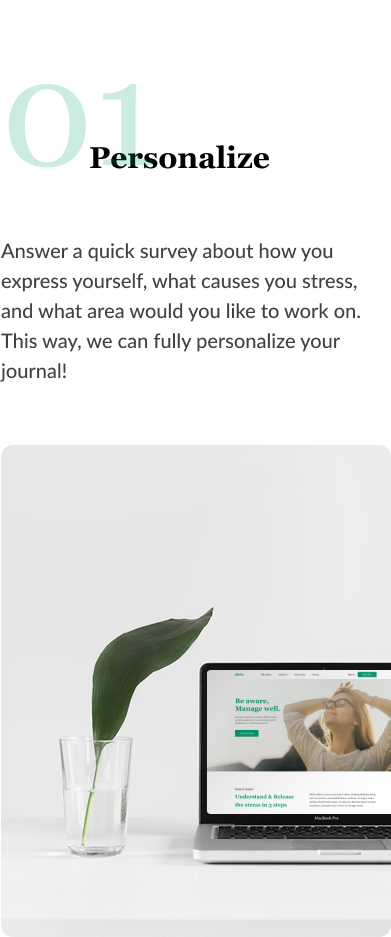 01
Personalize
Answer a quick survey about how you
express yourself, what causes you stress,
and what area would you like to work on.
This way, we can fully personalize your
journal!
Be aware,
Manage well.
Understand & Release
the stress in 3 steps
MacBook Pro